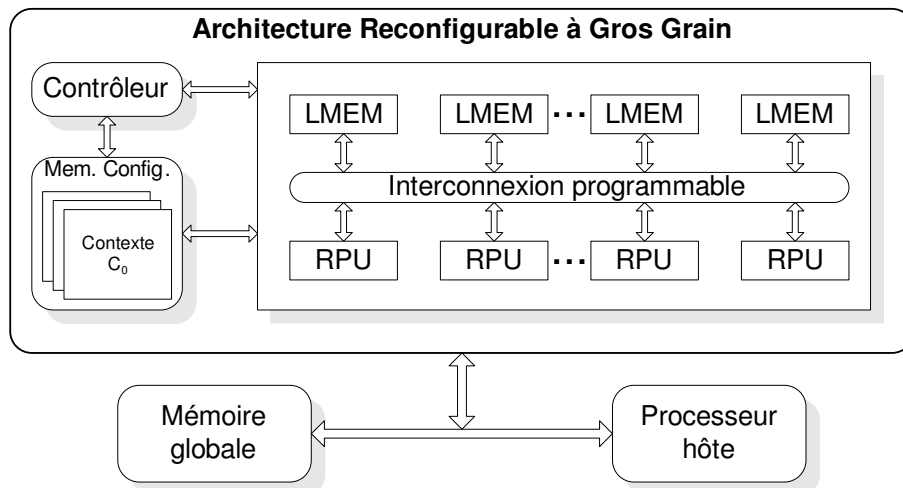 Architecture Reconfigurable à Gros Grain
Contrôleur
LMEM LMEM ... LMEM LMEM
Mem. Config.
Interconnexion programmable
Contexte
C₀
RPU RPU ... RPU RPU
Mémoire
globale
Processeur
hôte